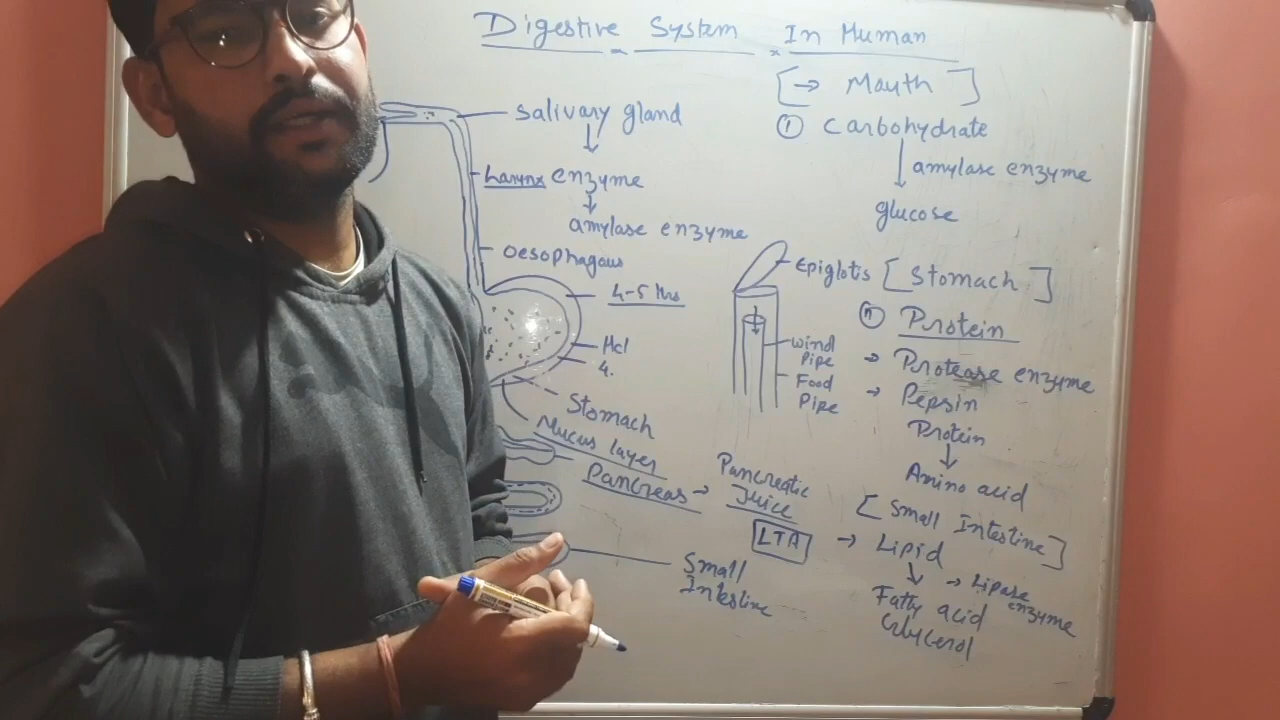 Digestive System In Human
[→ Mouth]
salivary gland
① Carbohydrate
↓ amylase enzyme
glucose
Larynx enzyme
↓
amylase enzyme
oesophagous
Epiglotis
4-5 Hrs
Hcl
4.
Stomach
Mucus layer
wind
Pipe
Food
Pipe
[Stomach]
Protein
→ Protease enzyme
→ Pepsin
Protein
↓
Amino acid
Pancreas → Pancreatic
Juice
LTA
[Small Intestine]
→ Lipid
↓ → Lipase
enzyme
Fatty acid
Glycerol
Small
Intestine